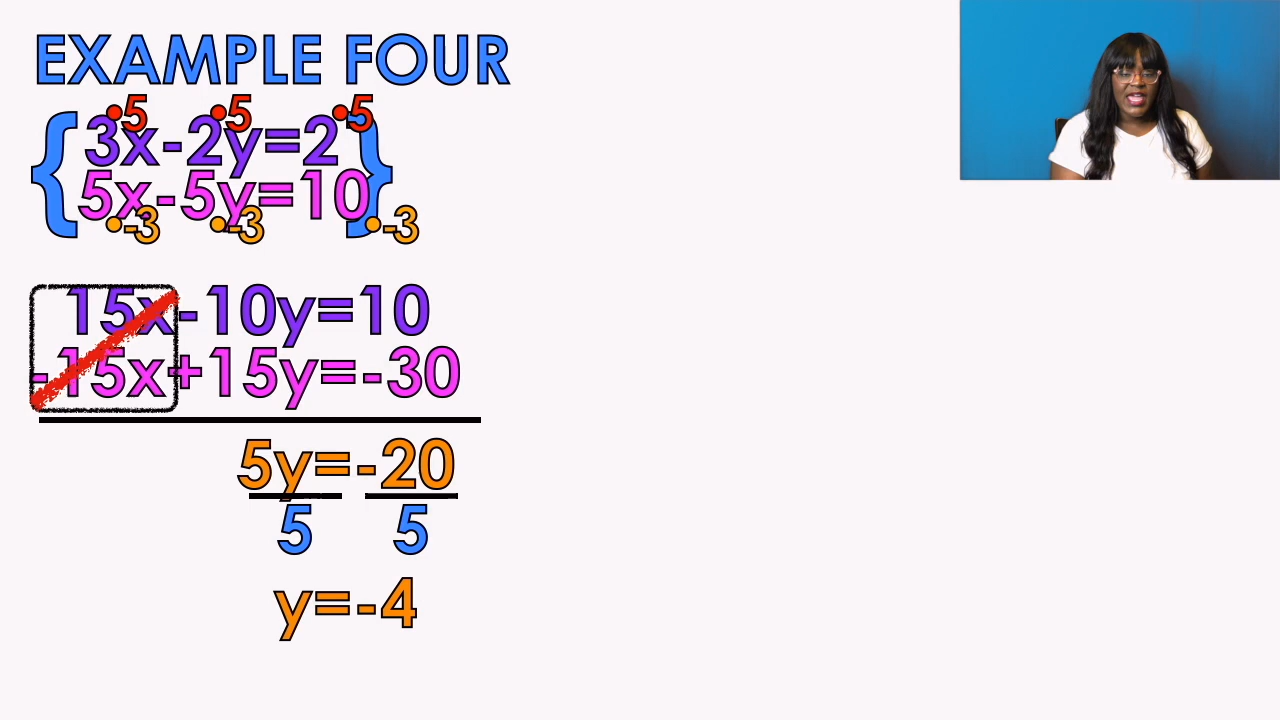 EXAMPLE FOUR
•5 •5 •5
{3x-2y=2}
5x-5y=10
•-3 •-3 •-3
15x-10y=10
-15x+15y=-30
5y=-20
5 5
y=-4